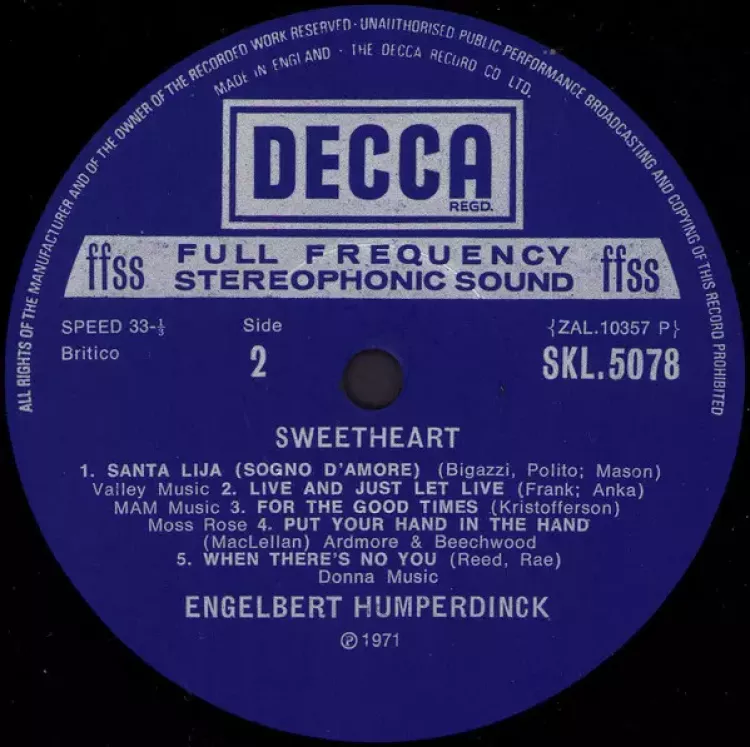 ALL RIGHTS OF THE MANUFACTURER AND OF THE OWNER OF THE RECORDED WORK RESERVED · UNAUTHORISED PUBLIC PERFORMANCE BROADCASTING AND COPYING OF THIS RECORD PROHIBITED
MADE IN ENGLAND · THE DECCA RECORD CO LTD.
DECCA
REGD.
ffss FULL FREQUENCY ffss
STEREOPHONIC SOUND
SPEED 33-⅓ Side {ZAL.10357 P}
Britico 2 SKL.5078
SWEETHEART
1. SANTA LIJA (SOGNO D'AMORE) (Bigazzi, Polito; Mason)
Valley Music 2. LIVE AND JUST LET LIVE (Frank; Anka)
MAM Music 3. FOR THE GOOD TIMES (Kristofferson)
Moss Rose 4. PUT YOUR HAND IN THE HAND
(MacLellan) Ardmore & Beechwood
5. WHEN THERE'S NO YOU (Reed, Rae)
Donna Music
ENGELBERT HUMPERDINCK
℗ 1971